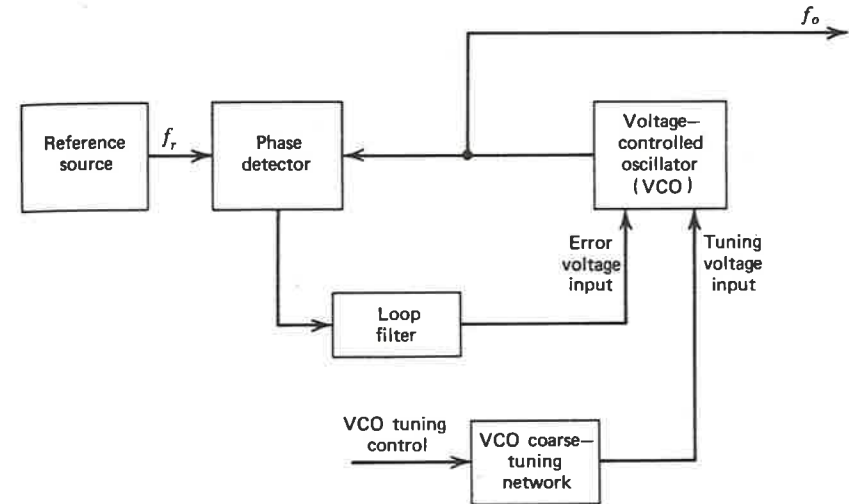 f_o
Reference
source
f_r
Phase
detector
Voltage–
controlled
oscillator
(VCO)
Error
voltage
input
Tuning
voltage
input
Loop
filter
VCO tuning
control
VCO coarse–
tuning
network